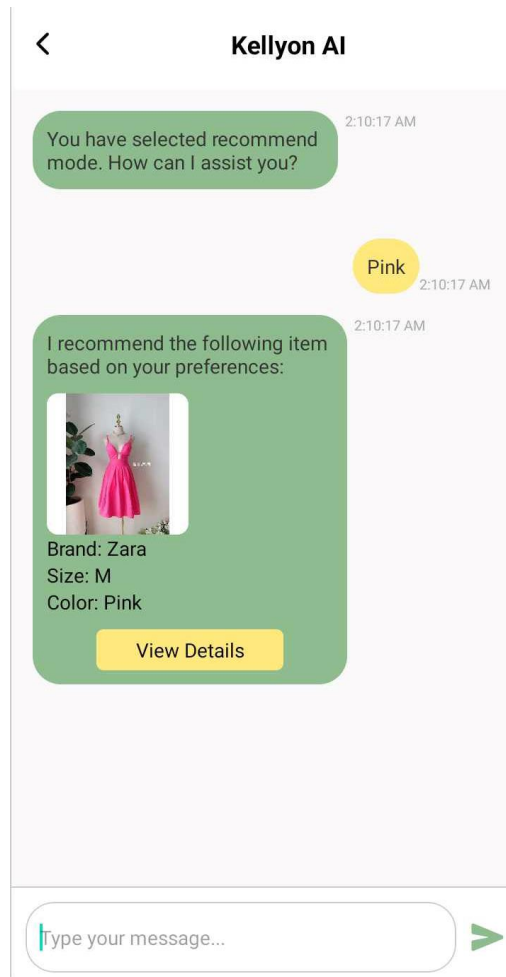 Kellyon AI
You have selected recommend
mode. How can I assist you?
2:10:17 AM
Pink
2:10:17 AM
I recommend the following item
based on your preferences:
2:10:17 AM
Brand: Zara
Size: M
Color: Pink
View Details
Type your message...